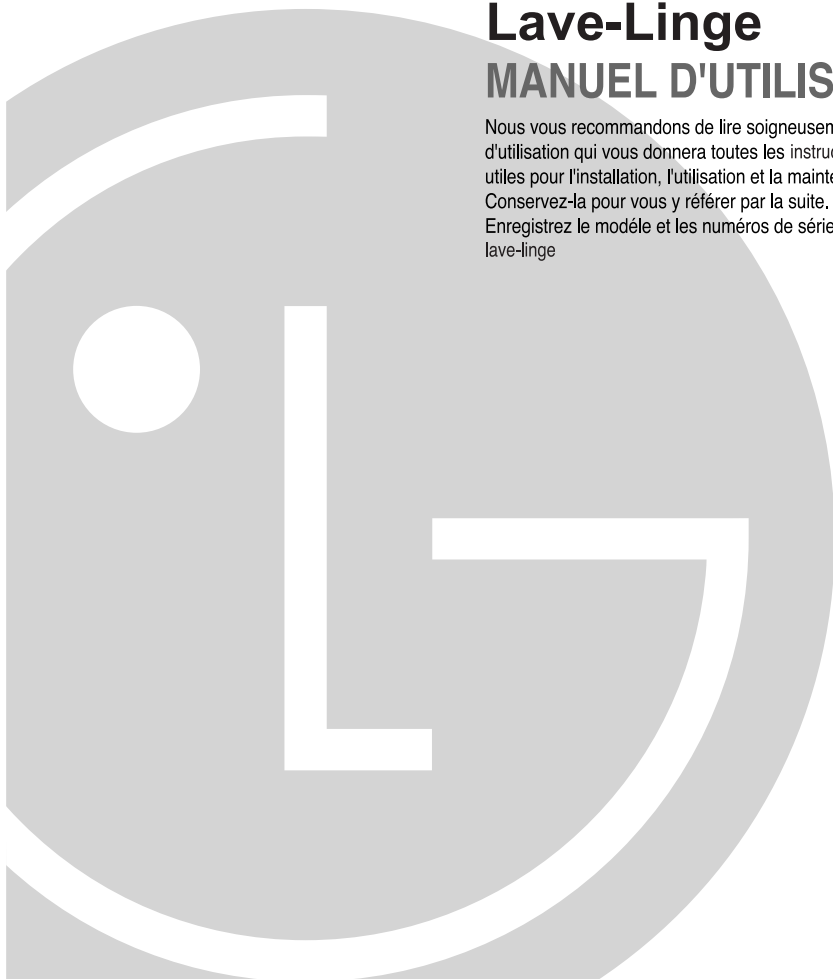 Lave-Linge
MANUEL D'UTILIS
Nous vous recommandons de lire soigneusem
d'utilisation qui vous donnera toutes les instruc
utiles pour l'installation, l'utilisation et la mainte
Conservez-la pour vous y référer par la suite.
Enregistrez le modéle et les numéros de série
lave-linge
LG